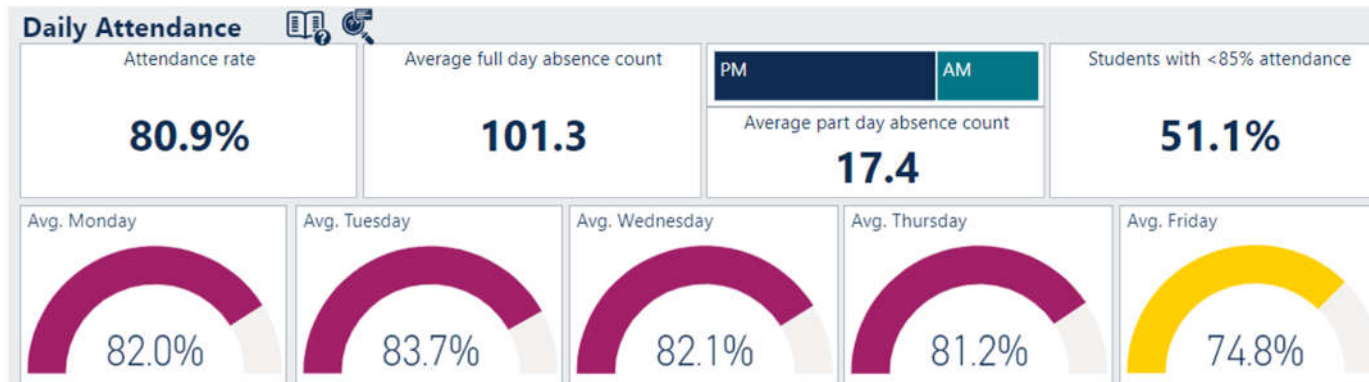 Daily Attendance
Attendance rate
80.9%
Average full day absence count
101.3
PM
AM
Average part day absence count
17.4
Students with <85% attendance
51.1%
Avg. Monday
82.0%
Avg. Tuesday
83.7%
Avg. Wednesday
82.1%
Avg. Thursday
81.2%
Avg. Friday
74.8%